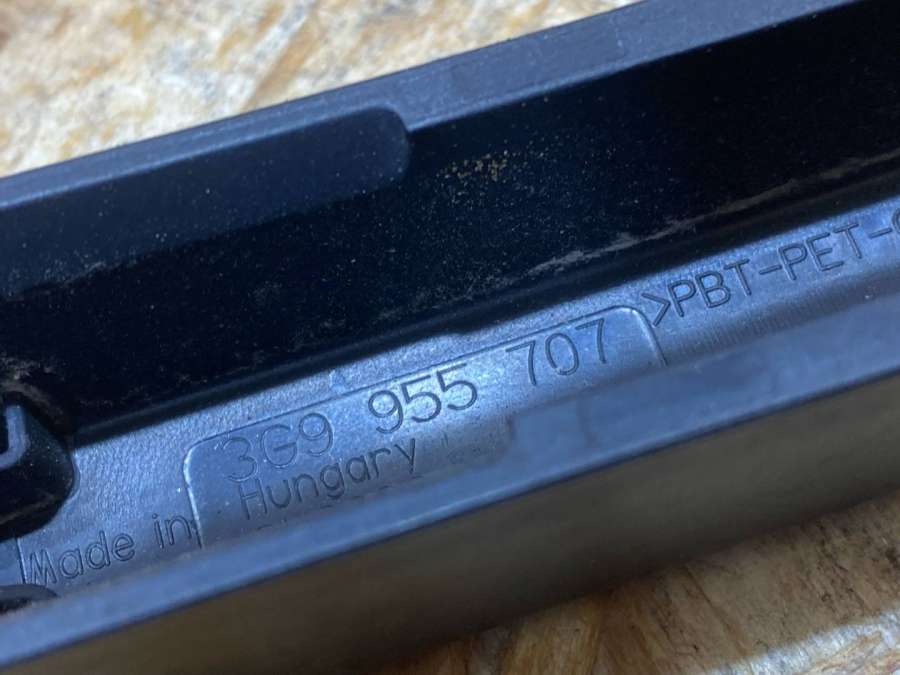 >PBT-PET-
3G9 955 707
Made in Hungary